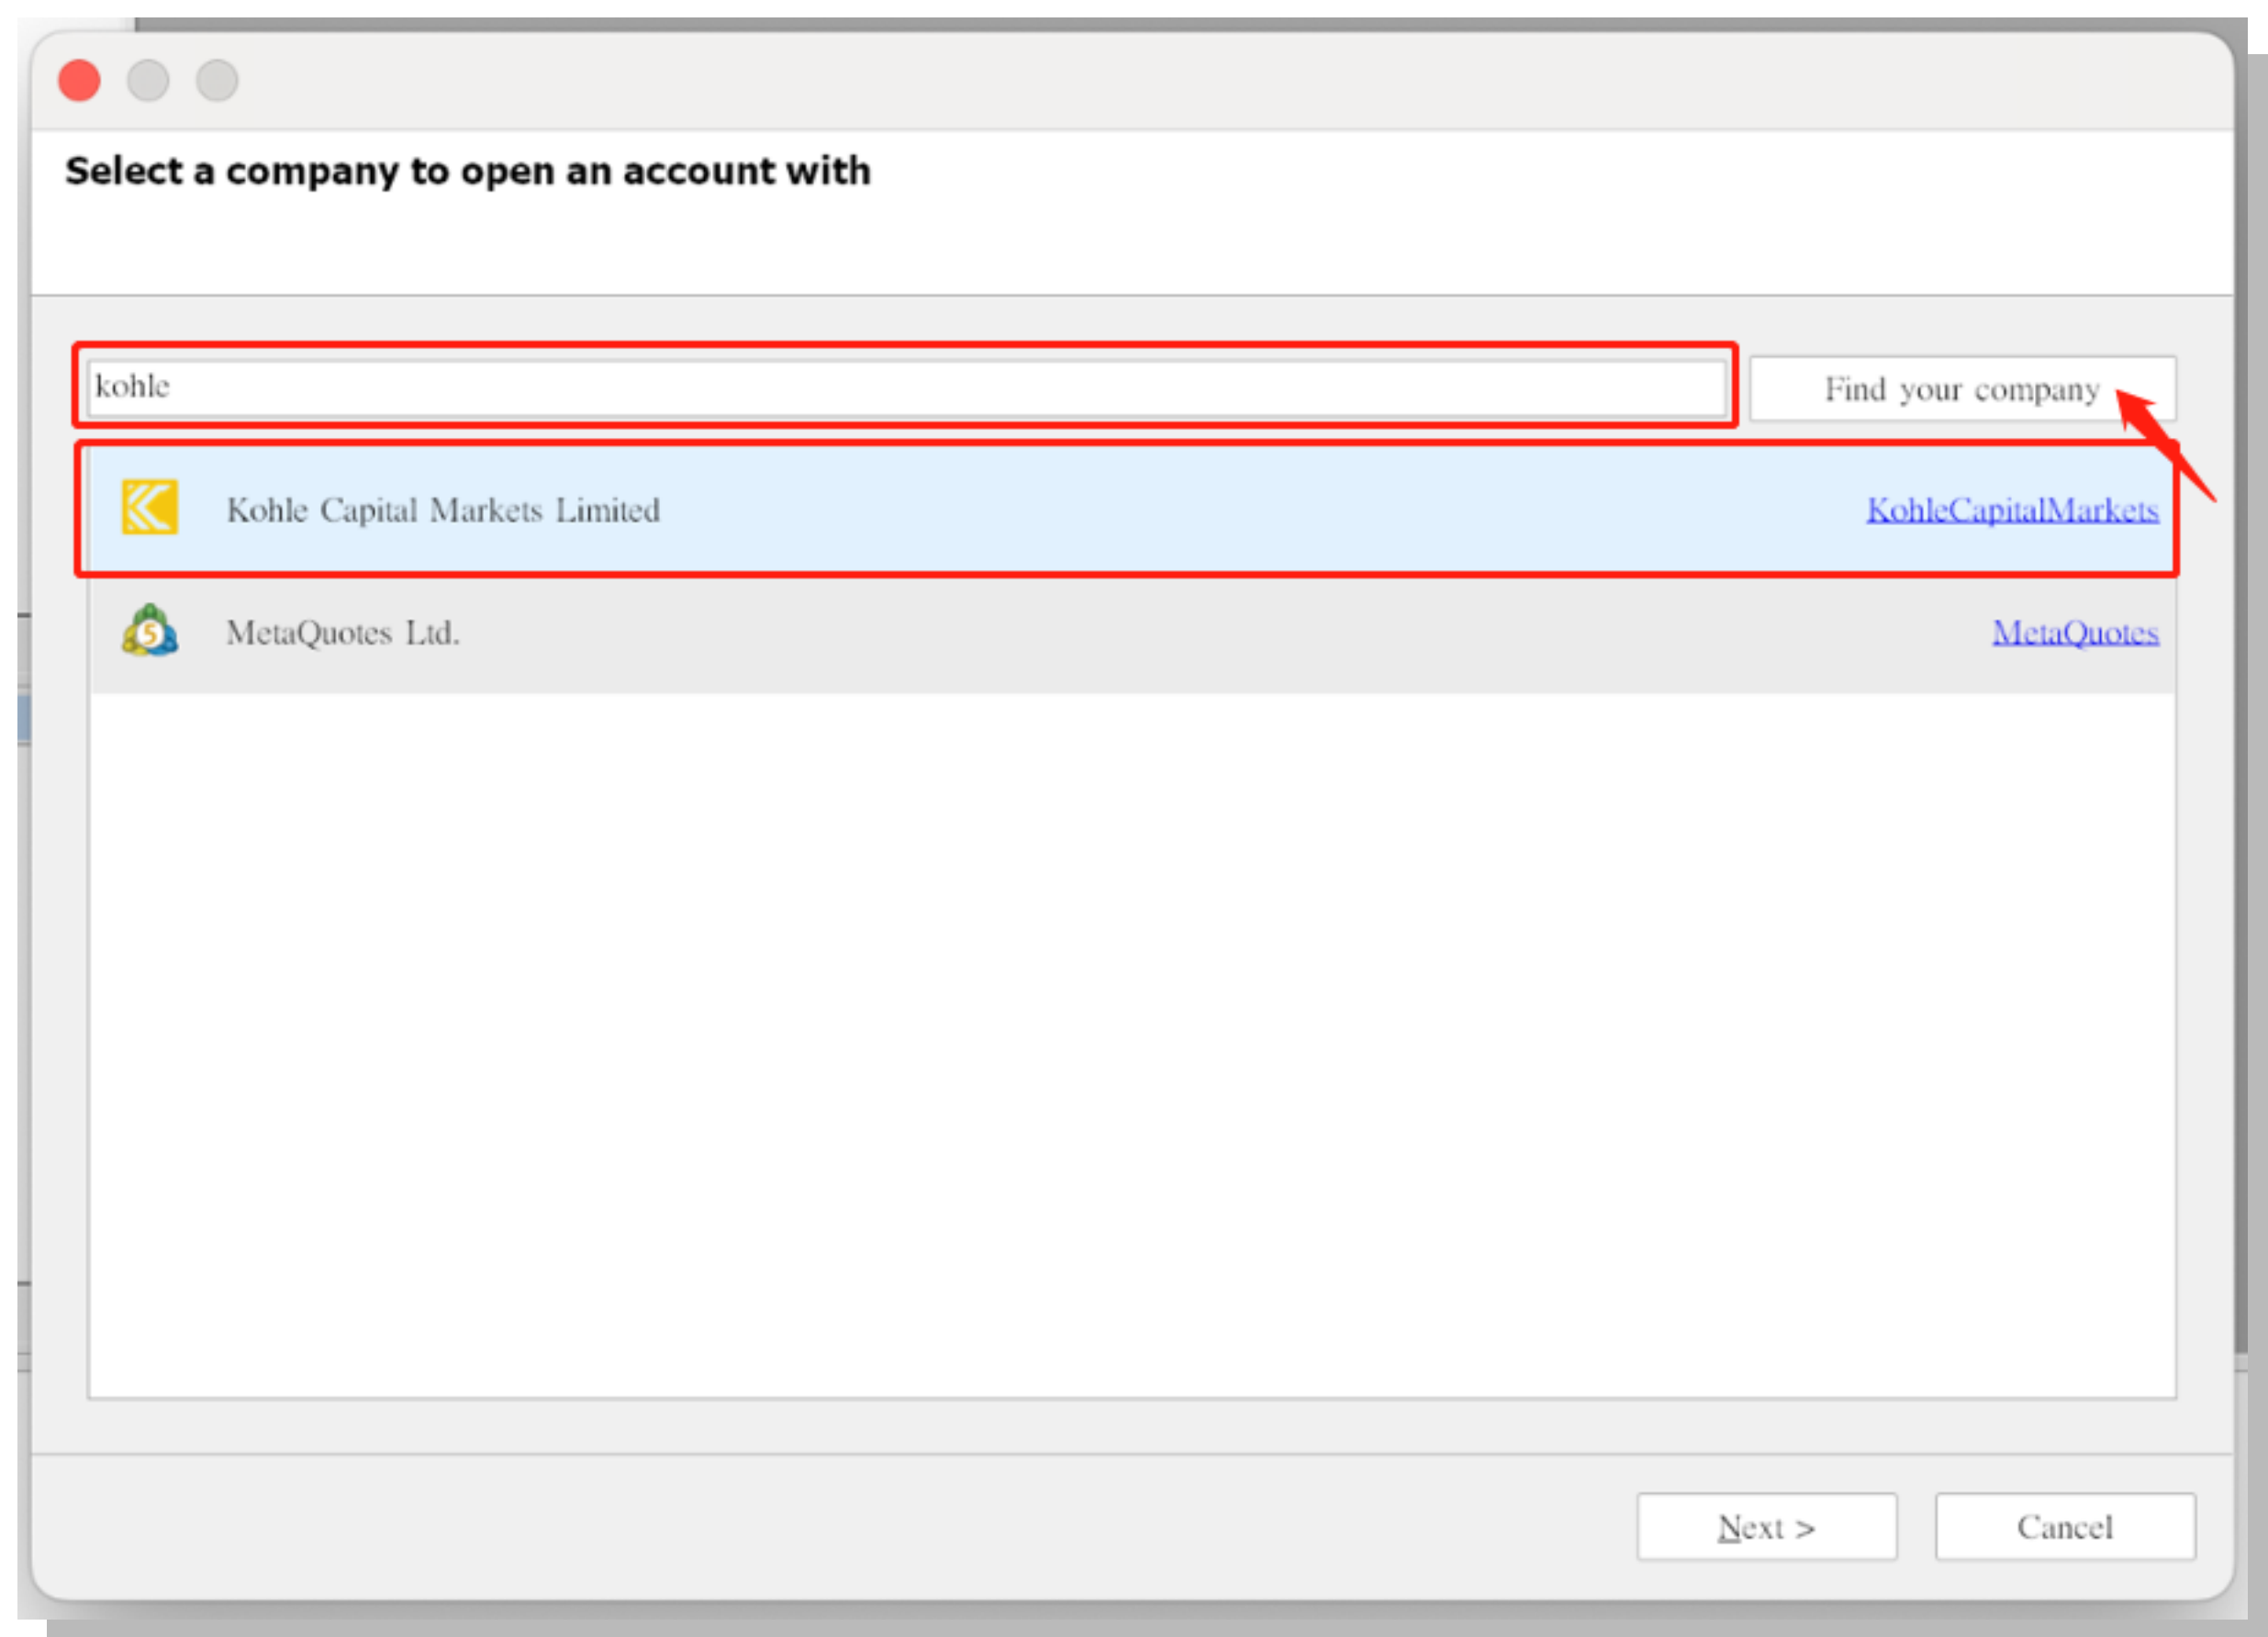 Select a company to open an account with
kohle
Find your company
Kohle Capital Markets Limited
KohleCapitalMarkets
5
MetaQuotes Ltd.
MetaQuotes
Next >
Cancel